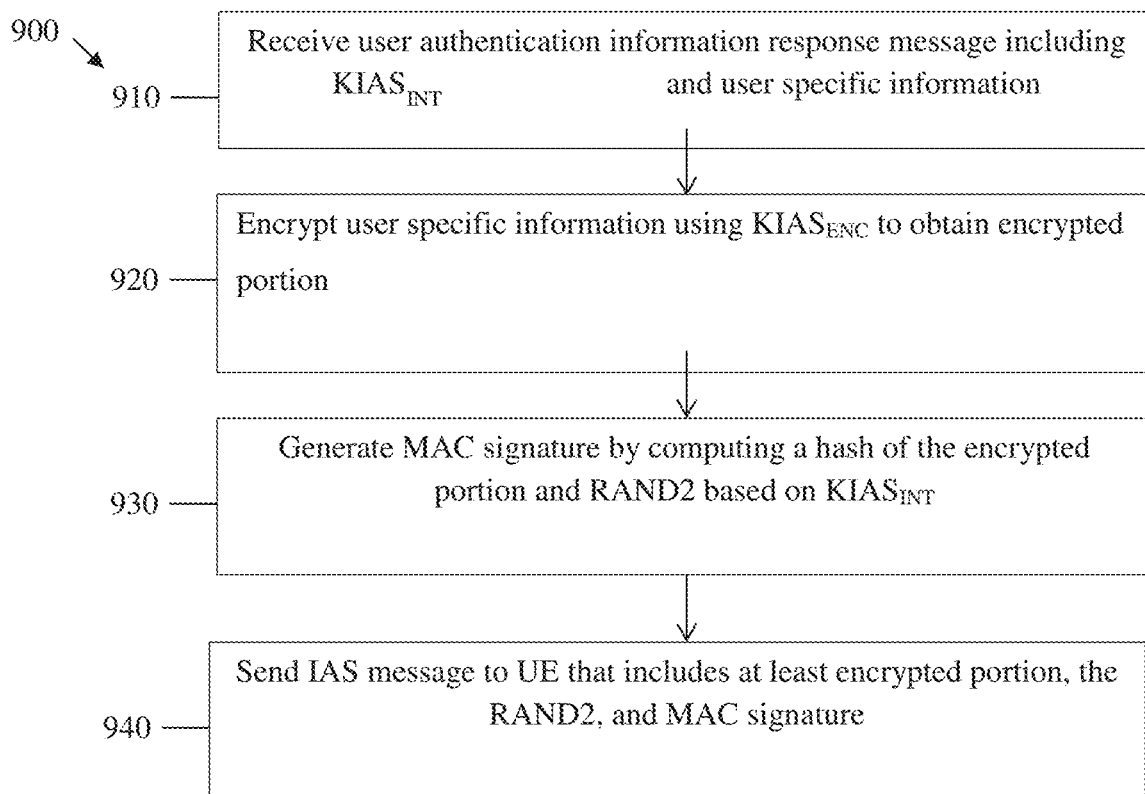 900
Receive user authentication information response message including
910
KIAS_INT and user specific information
Encrypt user specific information using KIAS_ENC to obtain encrypted
920
portion
Generate MAC signature by computing a hash of the encrypted
930
portion and RAND2 based on KIAS_INT
Send IAS message to UE that includes at least encrypted portion, the
940
RAND2, and MAC signature